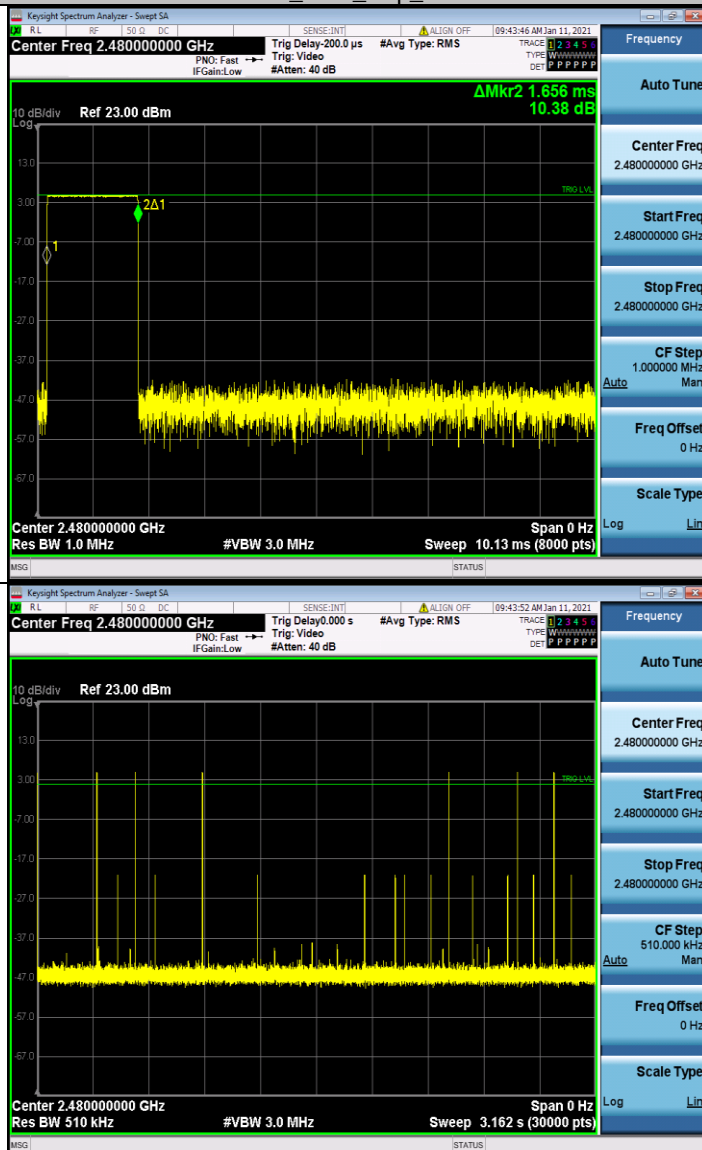 Keysight Spectrum Analyzer - Swept SA
RL RF 50 Ω DC SENSE:INT ALIGN OFF 09:43:46 AM Jan 11, 2021
Center Freq 2.480000000 GHz Trig Delay-200.0 µs #Avg Type: RMS TRACE 1 2 3 4 5 6
PNO: Fast Trig: Video TYPE W
IFGain:Low #Atten: 40 dB DET P P P P P P
ΔMkr2 1.656 ms
10.38 dB
10 dB/div Ref 23.00 dBm
Log
13.0
TRIG LVL
3.00
2Δ1
1
-7.00
-17.0
-27.0
-37.0
-47.0
-57.0
-67.0
Center 2.480000000 GHz Span 0 Hz
Res BW 1.0 MHz #VBW 3.0 MHz Sweep 10.13 ms (8000 pts)
MSG STATUS
Frequency
Auto Tune
Center Freq
2.480000000 GHz
Start Freq
2.480000000 GHz
Stop Freq
2.480000000 GHz
CF Step
1.000000 MHz
Auto Man
Freq Offset
0 Hz
Scale Type
Log Lin
Keysight Spectrum Analyzer - Swept SA
RL RF 50 Ω DC SENSE:INT ALIGN OFF 09:43:52 AM Jan 11, 2021
Center Freq 2.480000000 GHz Trig Delay0.000 s #Avg Type: RMS TRACE 1 2 3 4 5 6
PNO: Fast Trig: Video TYPE W
IFGain:Low #Atten: 40 dB DET P P P P P P
10 dB/div Ref 23.00 dBm
Log
13.0
3.00
TRIG LVL
-7.00
-17.0
-27.0
-37.0
-47.0
-57.0
-67.0
Center 2.480000000 GHz Span 0 Hz
Res BW 510 kHz #VBW 3.0 MHz Sweep 3.162 s (30000 pts)
MSG STATUS
Frequency
Auto Tune
Center Freq
2.480000000 GHz
Start Freq
2.480000000 GHz
Stop Freq
2.480000000 GHz
CF Step
510.000 kHz
Auto Man
Freq Offset
0 Hz
Scale Type
Log Lin